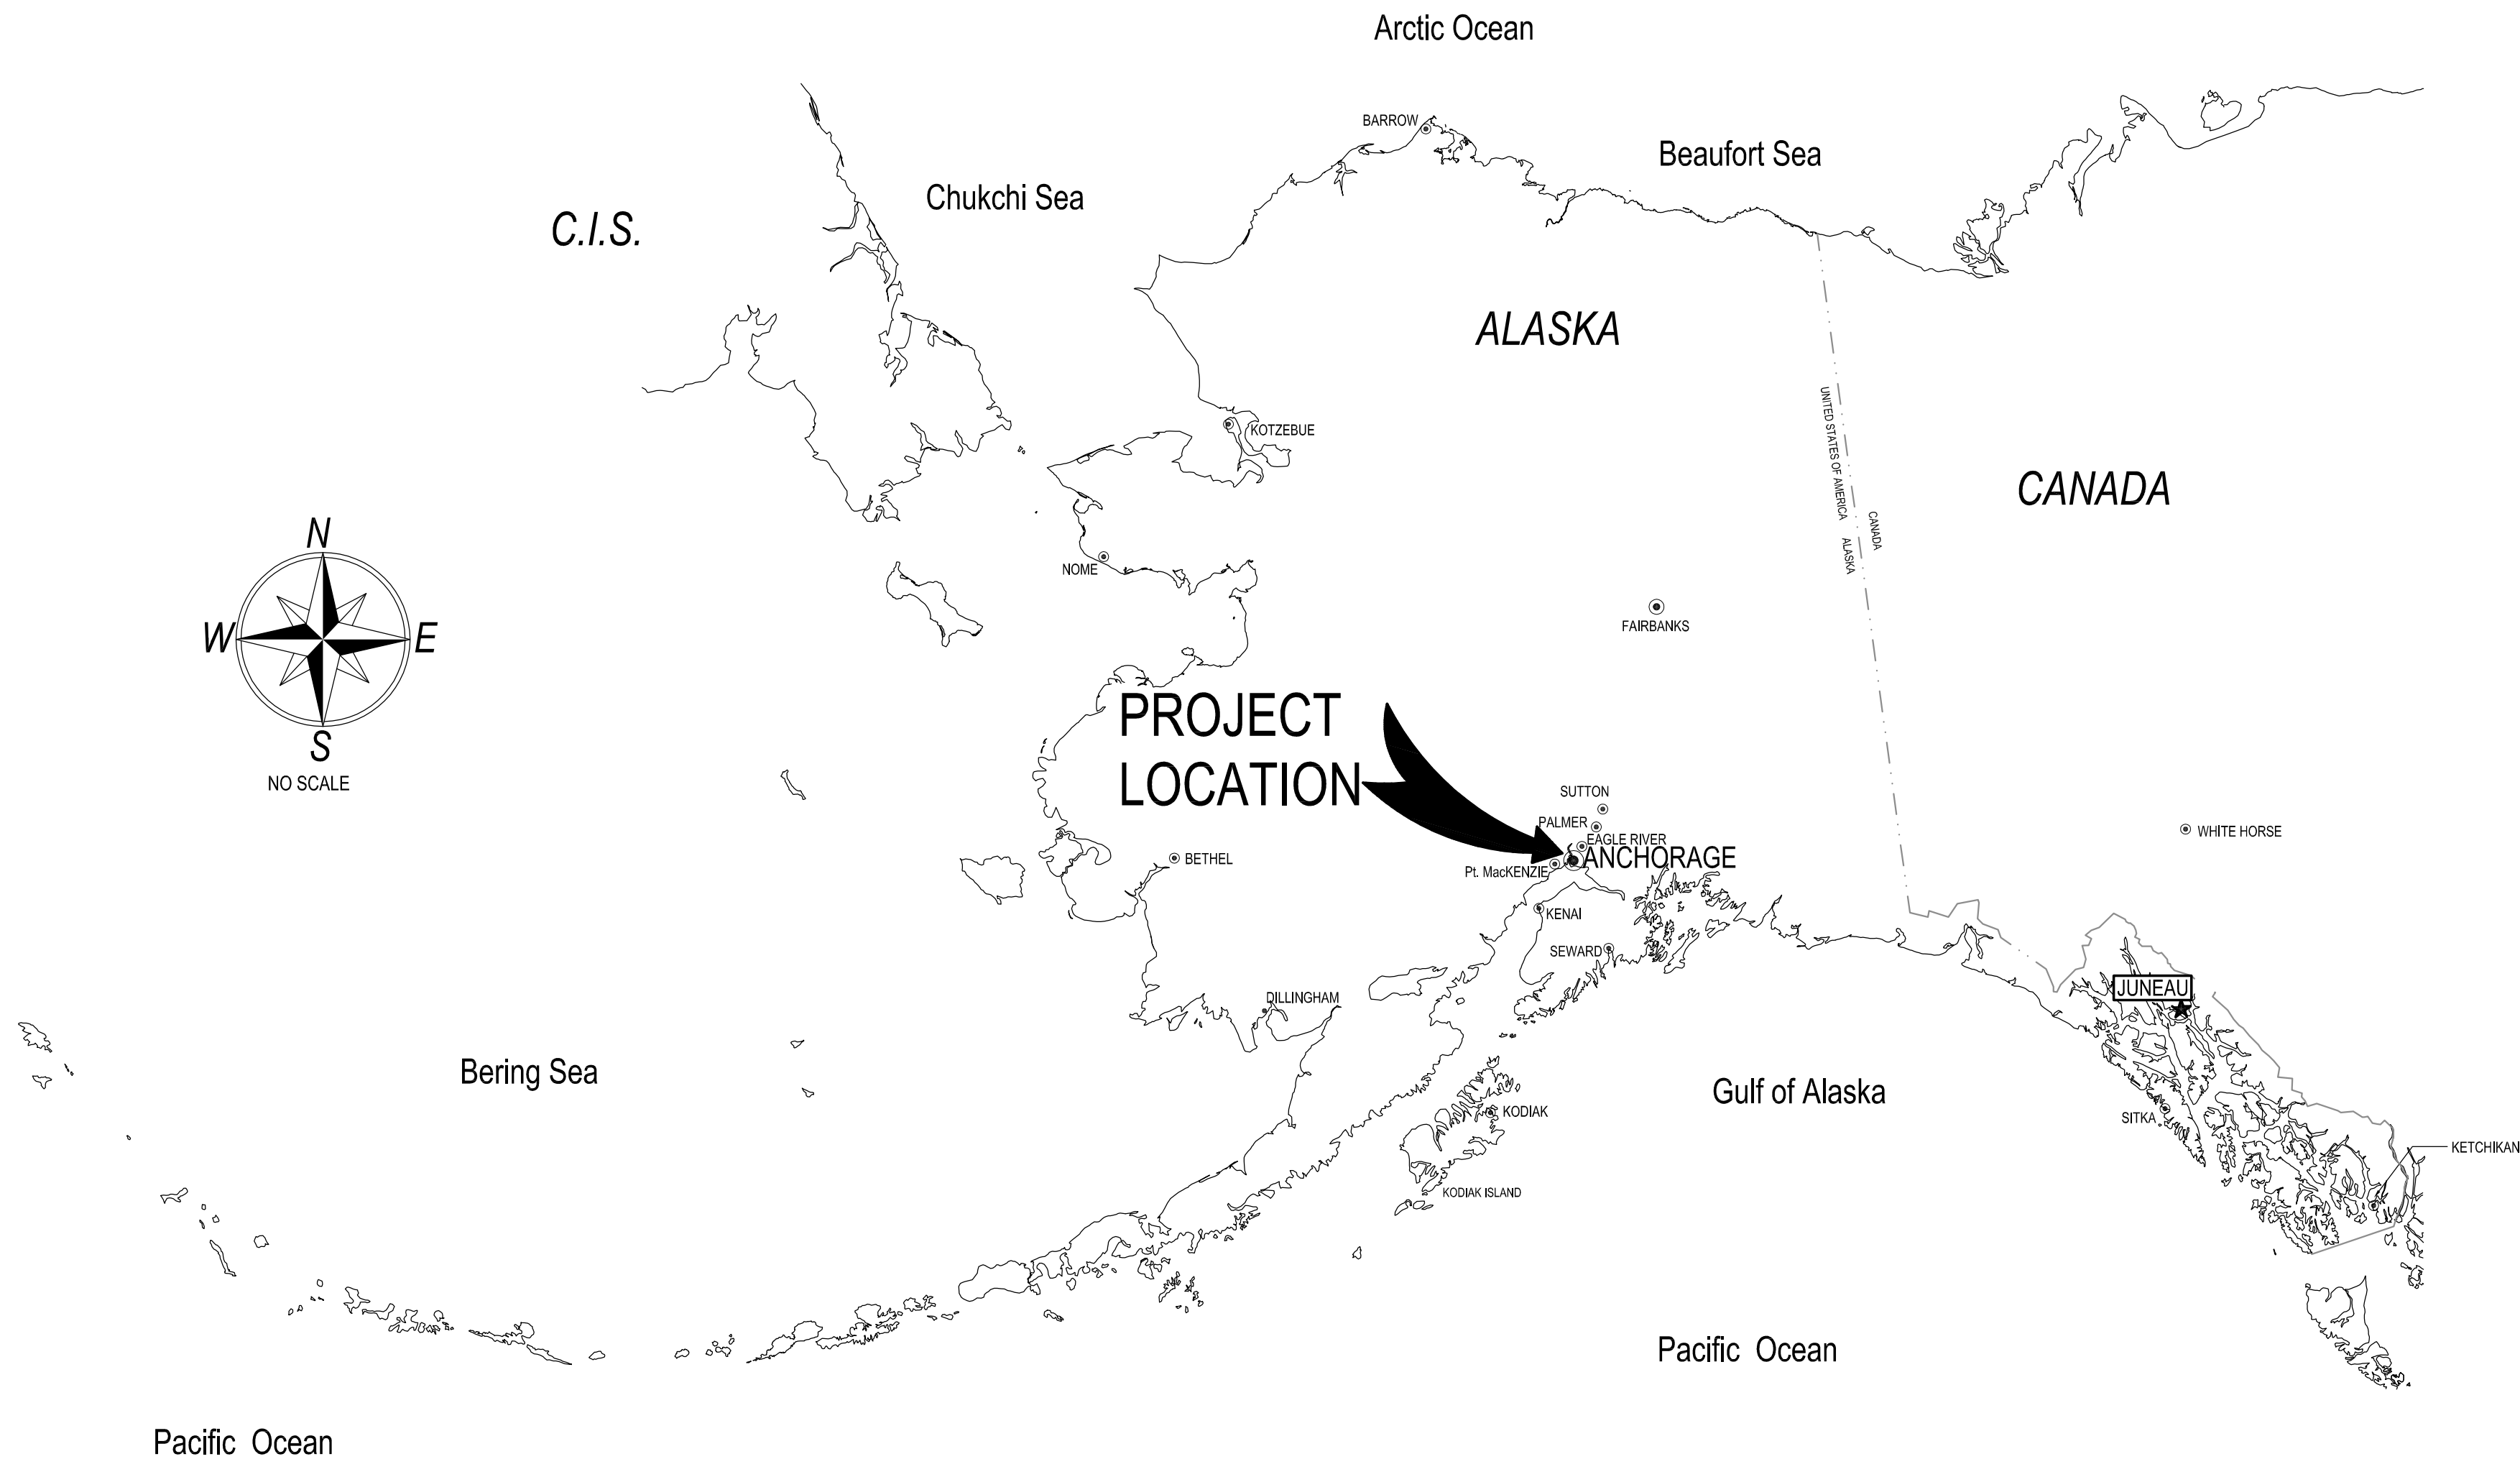 Arctic Ocean
BARROW
Beaufort Sea
Chukchi Sea
C.I.S.
ALASKA
UNITED STATES OF AMERICA
ALASKA
CANADA
KOTZEBUE
CANADA
N
W
E
S
NO SCALE
NOME
FAIRBANKS
PROJECT
LOCATION
SUTTON
PALMER
EAGLE RIVER
ANCHORAGE
Pt. MacKENZIE
WHITE HORSE
BETHEL
KENAI
SEWARD
DILLINGHAM
JUNEAU
Bering Sea
Gulf of Alaska
KODIAK
SITKA
KETCHIKAN
KODIAK ISLAND
Pacific Ocean
Pacific Ocean